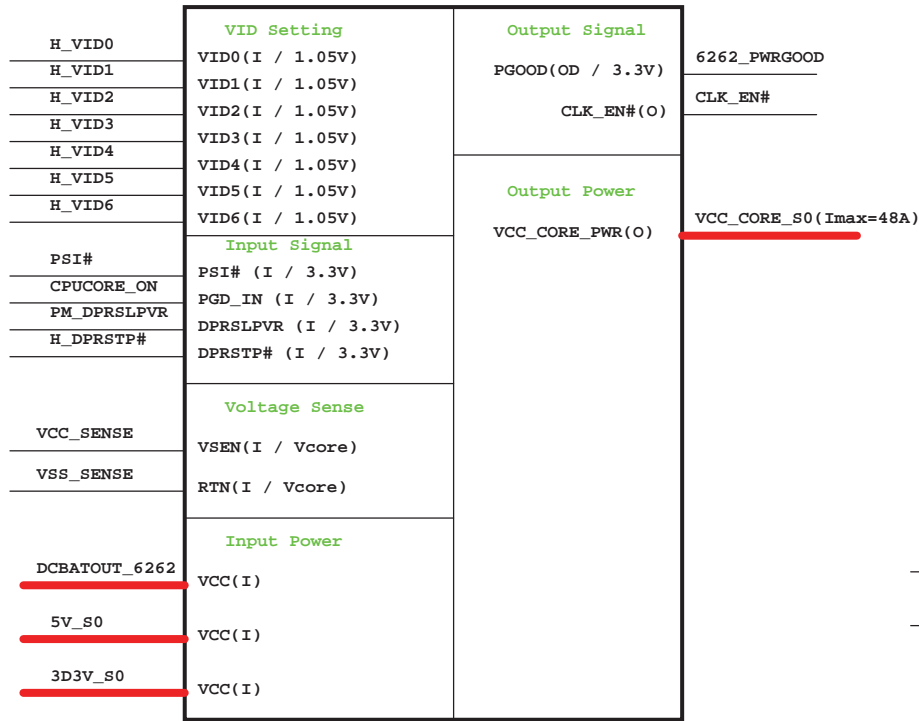 VID Setting
H_VID0
VID0(I / 1.05V)
H_VID1
VID1(I / 1.05V)
H_VID2
VID2(I / 1.05V)
H_VID3
VID3(I / 1.05V)
H_VID4
VID4(I / 1.05V)
H_VID5
VID5(I / 1.05V)
H_VID6
VID6(I / 1.05V)
Input Signal
PSI#
PSI# (I / 3.3V)
CPUCORE_ON
PGD_IN (I / 3.3V)
PM_DPRSLPVR
DPRSLPVR (I / 3.3V)
H_DPRSTP#
DPRSTP# (I / 3.3V)
Voltage Sense
VCC_SENSE
VSEN(I / Vcore)
VSS_SENSE
RTN(I / Vcore)
Input Power
DCBATOUT_6262
VCC(I)
5V_S0
VCC(I)
3D3V_S0
VCC(I)
Output Signal
PGOOD(OD / 3.3V)
6262_PWRGOOD
CLK_EN#(O)
CLK_EN#
Output Power
VCC_CORE_PWR(O)
VCC_CORE_S0(Imax=48A)